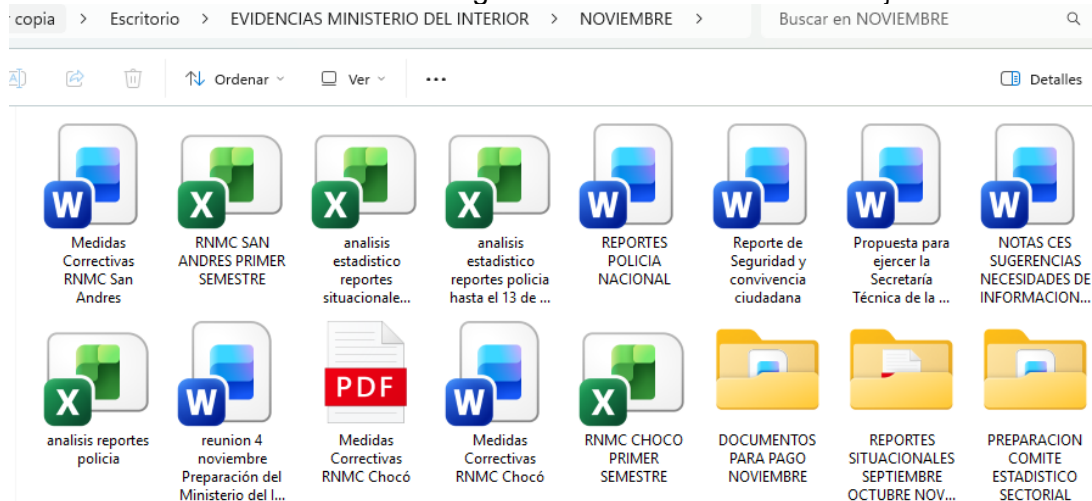 copia > Escritorio > EVIDENCIAS MINISTERIO DEL INTERIOR > NOVIEMBRE > Buscar en NOVIEMBRE
Ordenar Ver ... Detalles
W X X X W W W W
Medidas
Correctivas
RNMC San
Andres
RNMC SAN
ANDRES PRIMER
SEMESTRE
analisis
estadistico
reportes
situacionale...
analisis
estadistico
reportes policia
hasta el 13 de ...
REPORTES
POLICIA
NACIONAL
Reporte de
Seguridad y
convivencia
ciudadana
Propuesta para
ejercer la
Secretaría
Técnica de la ...
NOTAS CES
SUGERENCIAS
NECESIDADES DE
INFORMACION...
X W PDF W X
analisis reportes
policia
reunion 4
noviembre
Preparación del
Ministerio del I...
Medidas
Correctivas
RNMC Chocó
Medidas
Correctivas
RNMC Chocó
RNMC CHOCO
PRIMER
SEMESTRE
DOCUMENTOS
PARA PAGO
NOVIEMBRE
REPORTES
SITUACIONALES
SEPTIEMBRE
OCTUBRE NOV...
PREPARACION
COMITE
ESTADISTICO
SECTORIAL